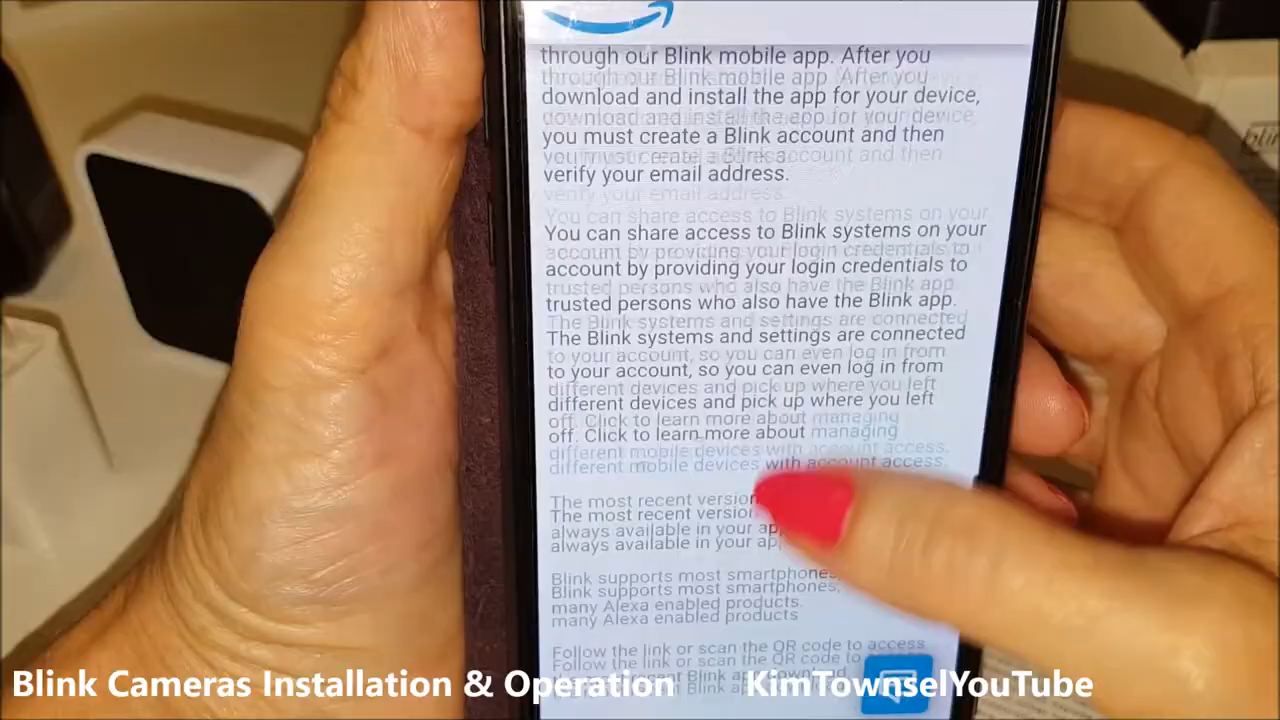 through our Blink mobile app. After you
download and install the app for your device,
you must create a Blink account and then
verify your email address.
You can share access to Blink systems on your
account by providing your login credentials to
trusted persons who also have the Blink app.
The Blink systems and settings are connected
to your account, so you can even log in from
different devices and pick up where you left
off. Click to learn more about managing
different mobile devices with account access.
The most recent version
always available in your app
Blink supports most smartphones,
many Alexa enabled products.
Follow the link or scan the QR code to access
Blink Cameras Installation & Operation KimTownselYouTube